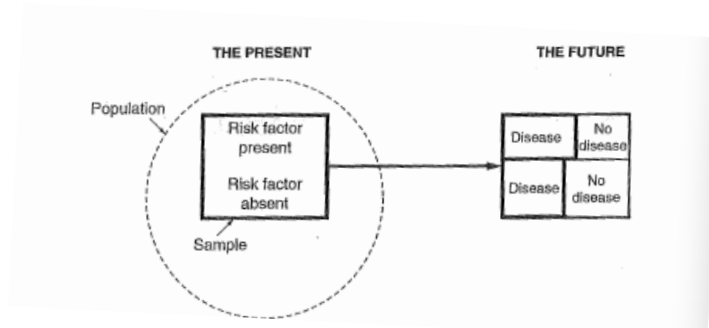 THE PRESENT
THE FUTURE
Population
Risk factor
present
Risk factor
absent
Sample
Disease
No
disease
Disease
No
disease